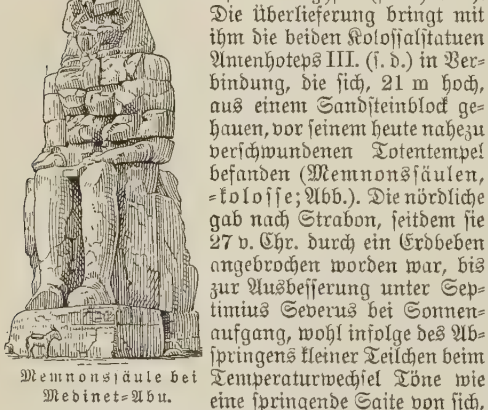 Die Überlieferung bringt mit
ihm die beiden Kolossalstatuen
Amenhoteps III. (s. d.) in Ver-
bindung, die sich, 21 m hoch,
aus einem Sandsteinblock ge-
hauen, vor seinem heute nahezu
verschwundenen Totentempel
befanden (Memnonssäulen,
=kolosse; Abb.). Die nördliche
gab nach Strabon, seitdem sie
27 v. Chr. durch ein Erdbeben
angebrochen worden war, bis
zur Ausbesserung unter Sep-
timius Severus bei Sonnen-
aufgang, wohl infolge des Ab-
springens kleiner Teilchen beim
Temperaturwechsel Töne wie
eine springende Saite von sich,
Memnonssäule bei
Medinet-Abu.